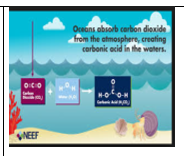 Oceans absorb carbon dioxide
from the atmosphere, creating
carbonic acid in the waters.
O=C=O
+
H-O-H
O
H-O-C-O-H
Carbon
Dioxide (CO₂)
Water (H₂O)
Carbonic Acid (H₂CO₃)
NEEF